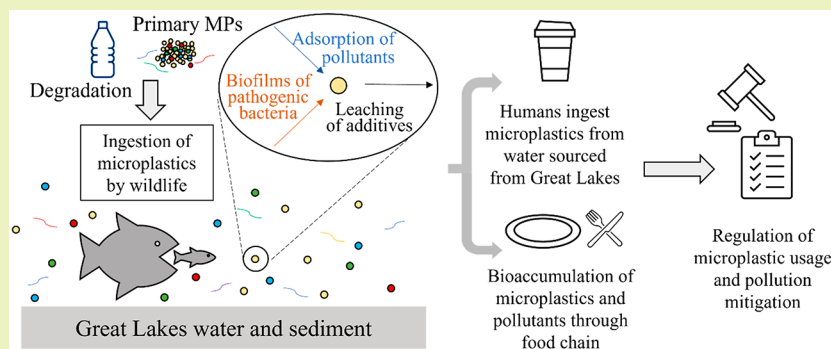 Primary MPs
Degradation
Ingestion of
microplastics
by wildlife
Adsorption of
pollutants
Biofilms of
pathogenic
bacteria
Leaching
of additives
Great Lakes water and sediment
Humans ingest
microplastics from
water sourced
from Great Lakes
Bioaccumulation of
microplastics and
pollutants through
food chain
Regulation of
microplastic usage
and pollution
mitigation